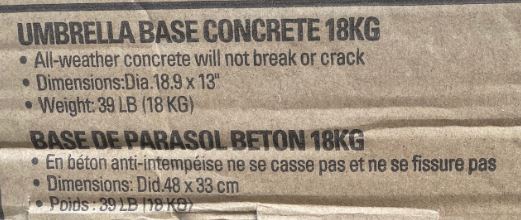 UMBRELLA BASE CONCRETE 18KG
• All-weather concrete will not break or crack
• Dimensions:Dia.18.9 x 13"
• Weight: 39 LB (18 KG)
BASE DE PARASOL BETON 18KG
• En béton anti-intempéise ne se casse pas et ne se fissure pas
• Dimensions: Did.48 x 33 cm
• Poids : 39 LB (18 KG)